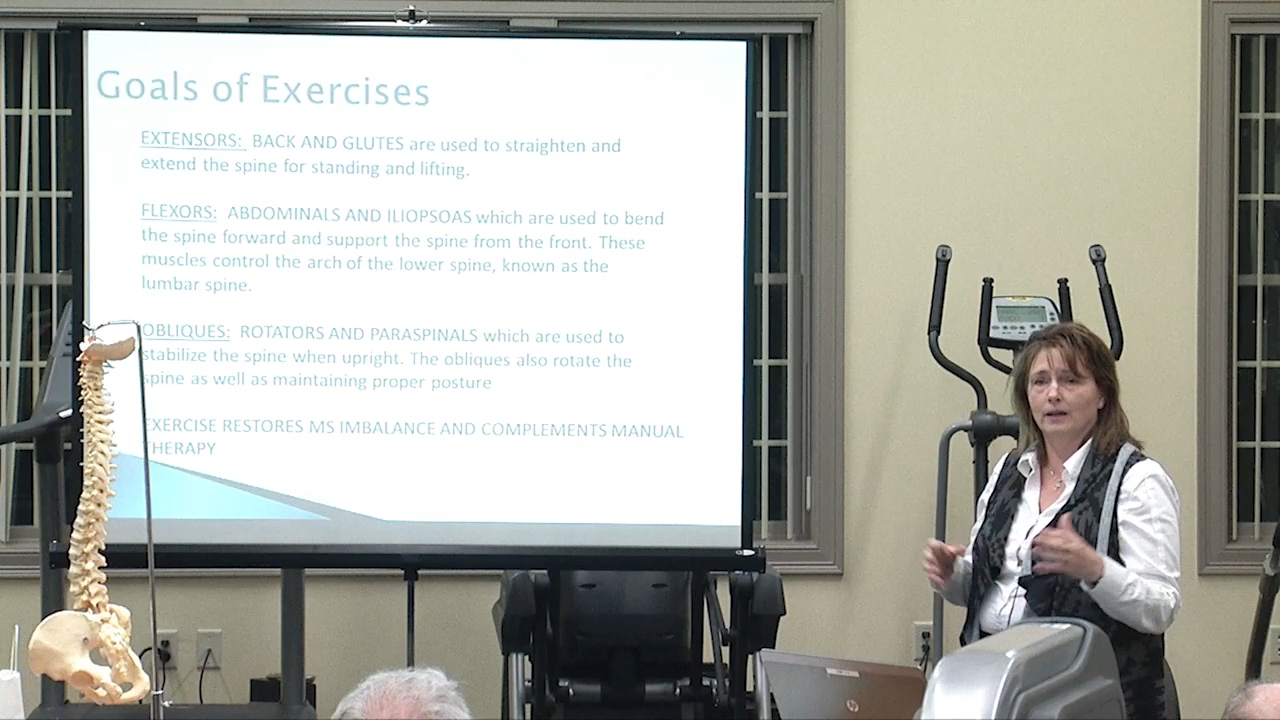 Goals of Exercises
EXTENSORS: BACK AND GLUTES are used to straighten and
extend the spine for standing and lifting.
FLEXORS: ABDOMINALS AND ILIOPSOAS which are used to bend
the spine forward and support the spine from the front. These
muscles control the arch of the lower spine, known as the
lumbar spine.
OBLIQUES: ROTATORS AND PARASPINALS which are used to
stabilize the spine when upright. The obliques also rotate the
spine as well as maintaining proper posture
EXERCISE RESTORES MS IMBALANCE AND COMPLEMENTS MANUAL
THERAPY